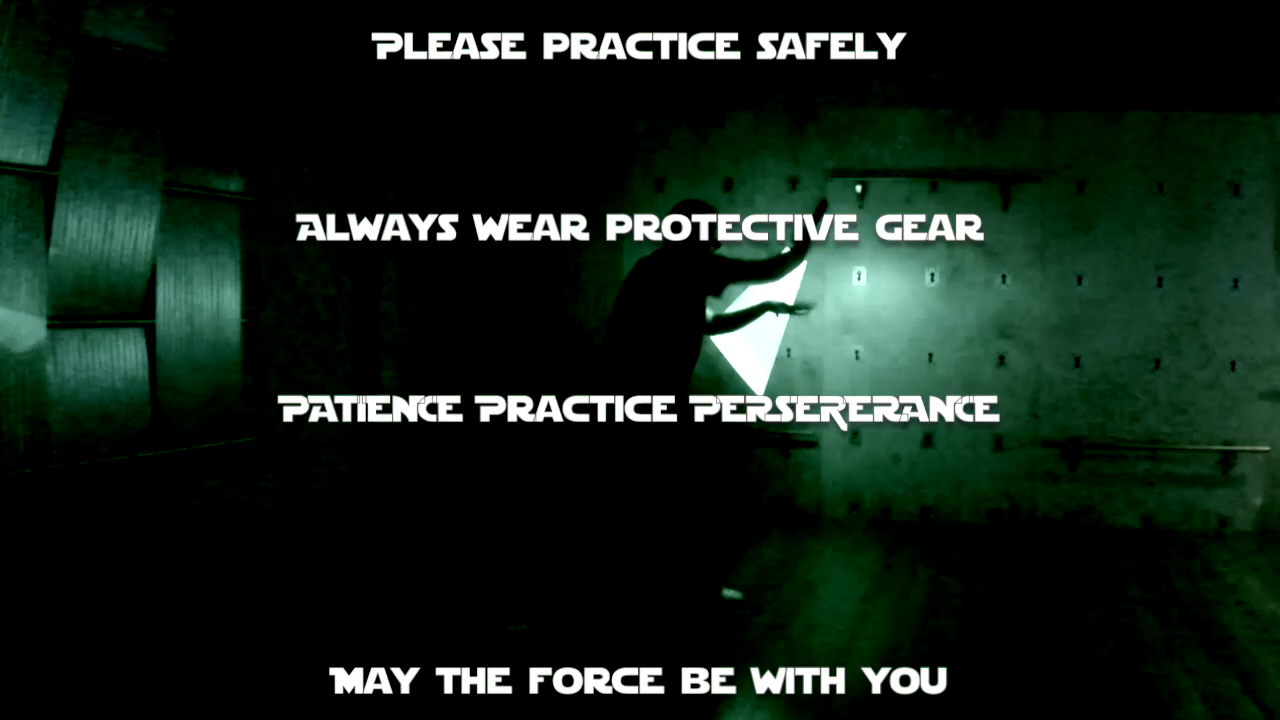 Please practice safely
Always wear protective gear
Patience Practice Persererance
May the force be with you